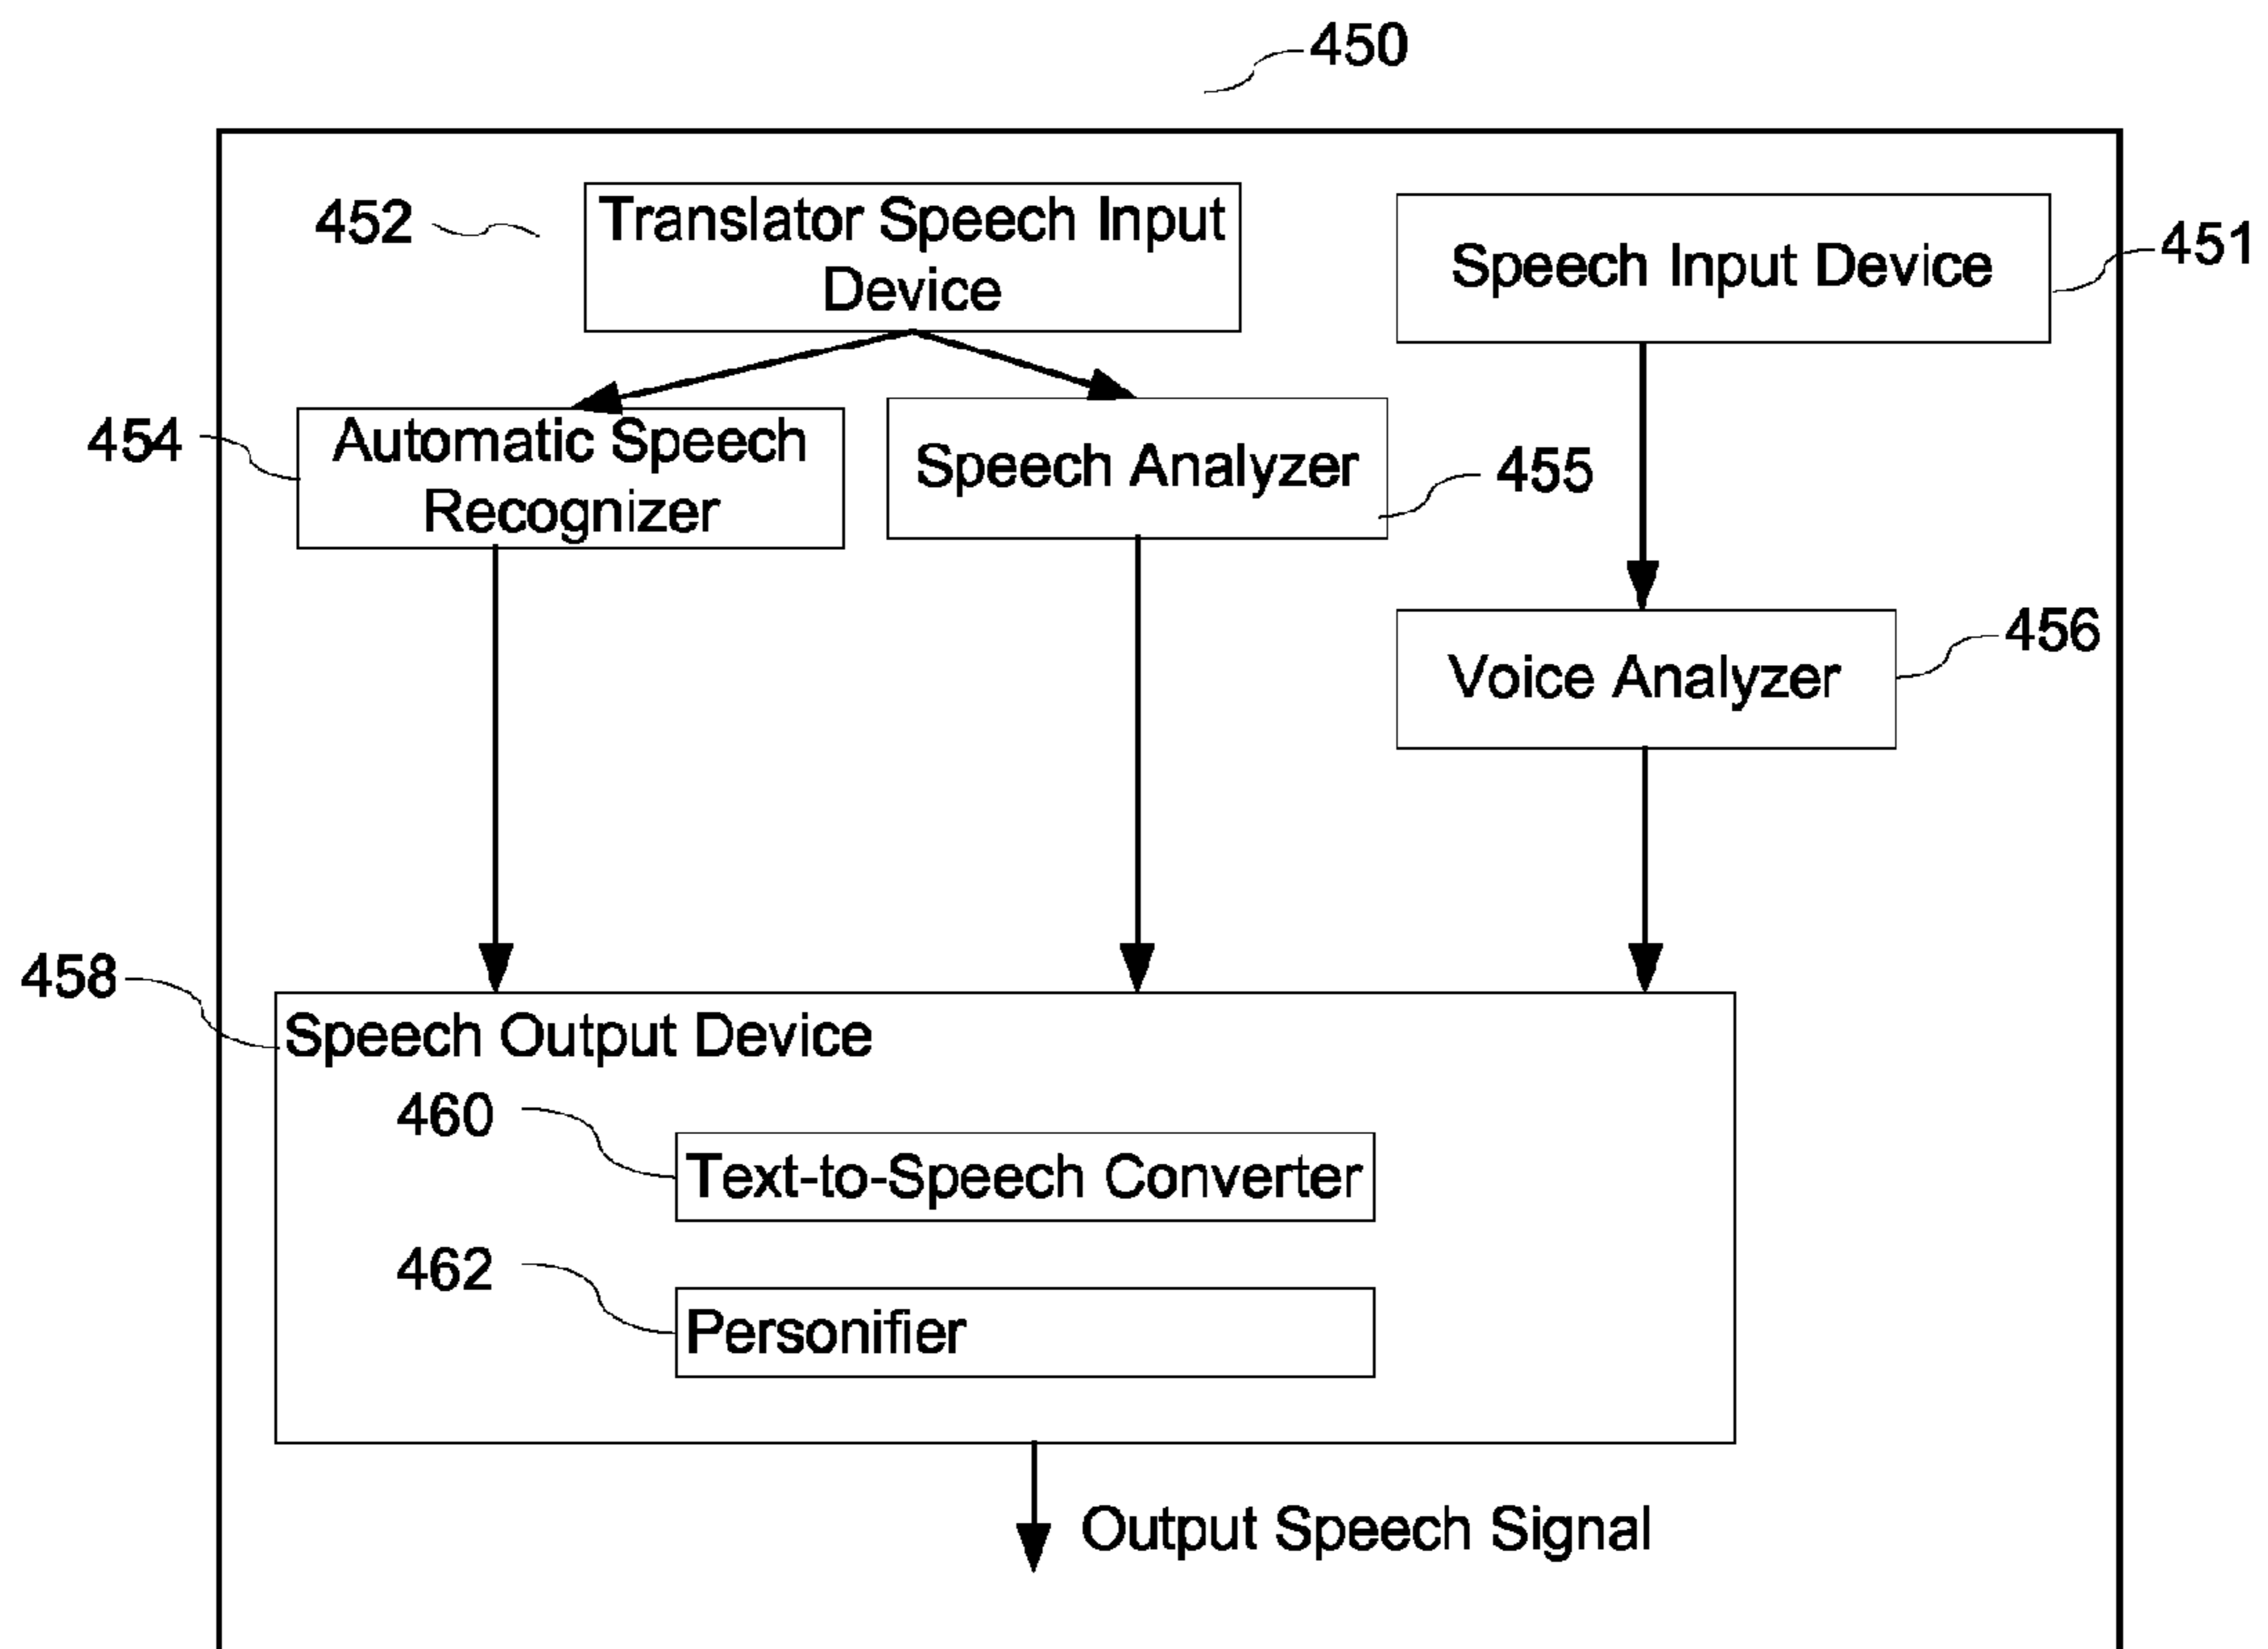 450
452
Translator Speech Input
Device
Speech Input Device
451
454
Automatic Speech
Recognizer
Speech Analyzer
455
Voice Analyzer
456
458
Speech Output Device
460
Text-to-Speech Converter
462
Personifier
Output Speech Signal